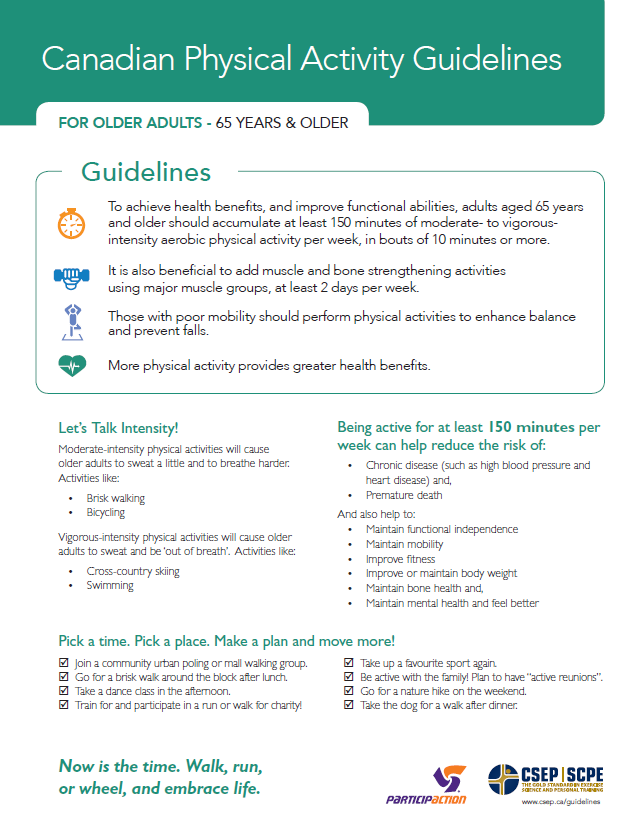 Canadian Physical Activity Guidelines
FOR OLDER ADULTS - 65 YEARS & OLDER
Guidelines
To achieve health benefits, and improve functional abilities, adults aged 65 years
and older should accumulate at least 150 minutes of moderate- to vigorous-
intensity aerobic physical activity per week, in bouts of 10 minutes or more.
It is also beneficial to add muscle and bone strengthening activities
using major muscle groups, at least 2 days per week.
Those with poor mobility should perform physical activities to enhance balance
and prevent falls.
More physical activity provides greater health benefits.
Let's Talk Intensity!
Moderate-intensity physical activities will cause
older adults to sweat a little and to breathe harder.
Activities like:
• Brisk walking
• Bicycling
Vigorous-intensity physical activities will cause older
adults to sweat and be 'out of breath'. Activities like:
• Cross-country skiing
• Swimming
Being active for at least 150 minutes per
week can help reduce the risk of:
• Chronic disease (such as high blood pressure and
heart disease) and,
• Premature death
And also help to:
• Maintain functional independence
• Maintain mobility
• Improve fitness
• Improve or maintain body weight
• Maintain bone health and,
• Maintain mental health and feel better
Pick a time. Pick a place. Make a plan and move more!
☑ Join a community urban poling or mall walking group.
☑ Go for a brisk walk around the block after lunch.
☑ Take a dance class in the afternoon.
☑ Train for and participate in a run or walk for charity!
☑ Take up a favourite sport again.
☑ Be active with the family! Plan to have "active reunions".
☑ Go for a nature hike on the weekend.
☑ Take the dog for a walk after dinner.
Now is the time. Walk, run,
or wheel, and embrace life.
PARTICIPACTION
CSEP | SCPE
THE GOLD STANDARD IN EXERCISE
SCIENCE AND PERSONAL TRAINING
www.csep.ca/guidelines